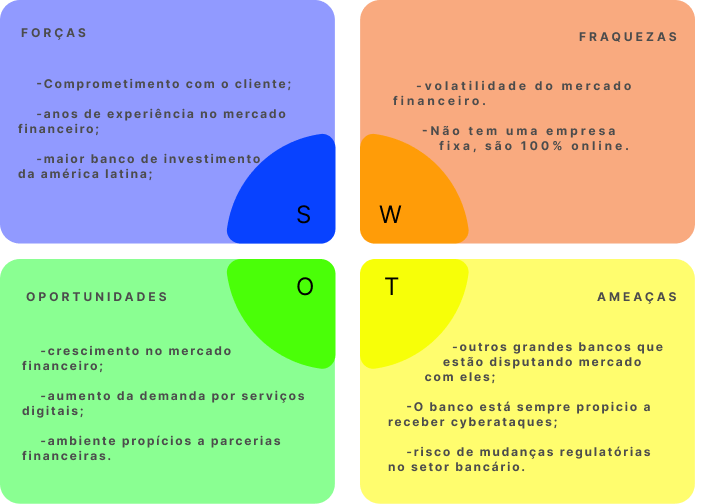 FORÇAS
-Comprometimento com o cliente;
-anos de experiência no mercado
financeiro;
-maior banco de investimento
da américa latina;
S
FRAQUEZAS
-volatilidade do mercado
financeiro.
-Não tem uma empresa
fixa, são 100% online.
W
OPORTUNIDADES
-crescimento no mercado
financeiro;
-aumento da demanda por serviços
digitais;
-ambiente propícios a parcerias
financeiras.
O
T
AMEAÇAS
-outros grandes bancos que
estão disputando mercado
com eles;
-O banco está sempre propicio a
receber cyberataques;
-risco de mudanças regulatórias
no setor bancário.